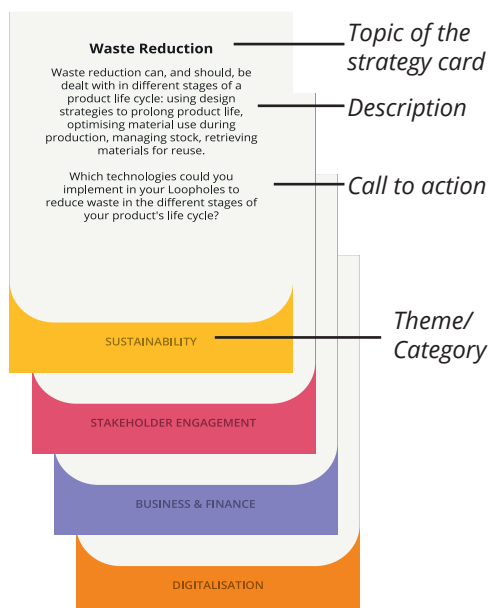 Waste Reduction
Topic of the
strategy card
Waste reduction can, and should, be
dealt with in different stages of a
product life cycle: using design
strategies to prolong product life,
optimising material use during
production, managing stock, retrieving
materials for reuse.
Description
Which technologies could you
implement in your Loopholes to
reduce waste in the different stages of
your product's life cycle?
Call to action
SUSTAINABILITY
Theme/
Category
STAKEHOLDER ENGAGEMENT
BUSINESS & FINANCE
DIGITALISATION